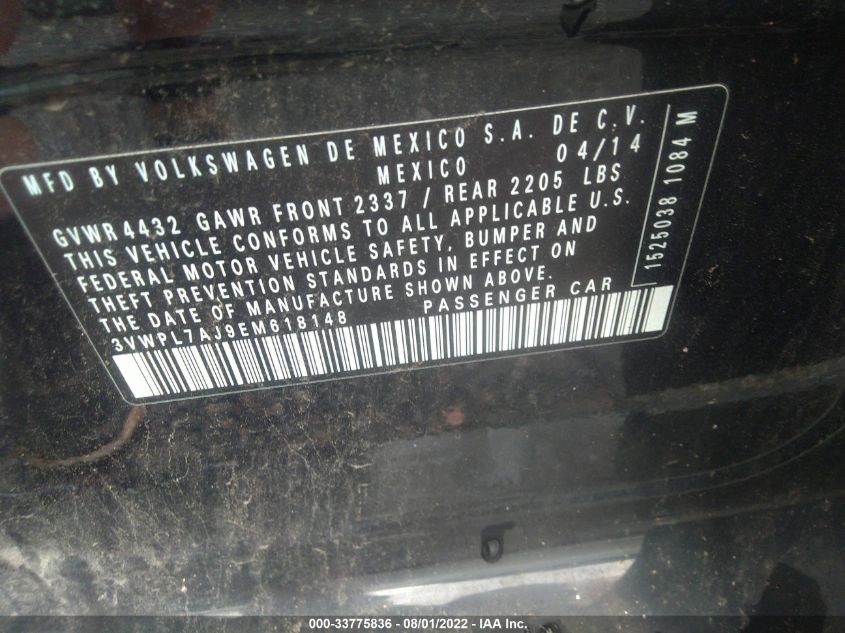 MFD BY VOLKSWAGEN DE MEXICO S.A. DE C.V.
MEXICO 04/14
GVWR 4432 GAWR FRONT 2337 / REAR 2205 LBS
THIS VEHICLE CONFORMS TO ALL APPLICABLE U.S.
FEDERAL MOTOR VEHICLE SAFETY, BUMPER AND
THEFT PREVENTION STANDARDS IN EFFECT ON
THE DATE OF MANUFACTURE SHOWN ABOVE.
3VWPL7AJ9EM618148 PASSENGER CAR
1525038 1084 M
000-33775836 - 08/01/2022 - IAA Inc.